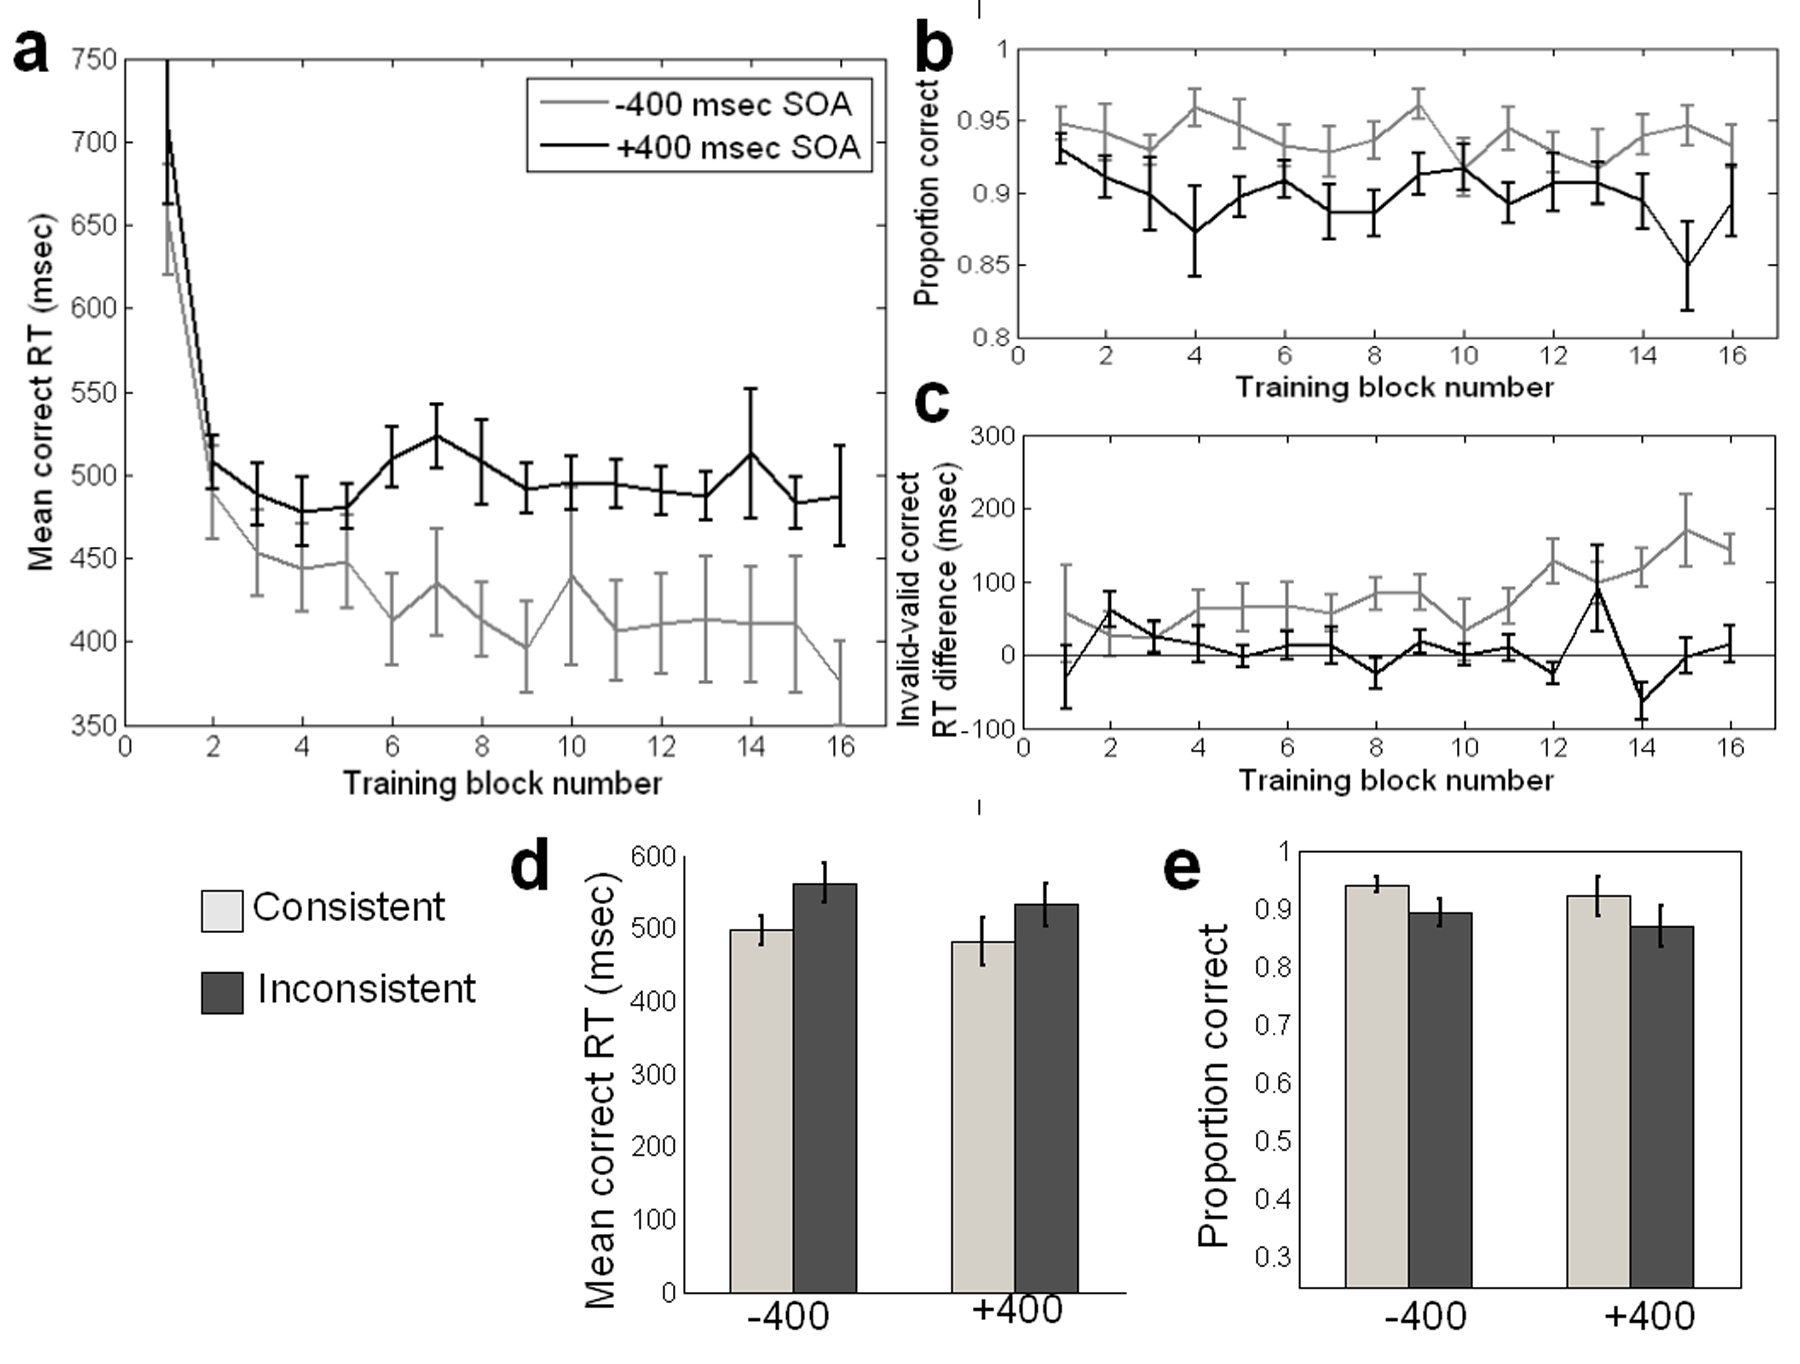 a
750
700
650
600
550
500
450
400
350
0 2 4 6 8 10 12 14 16
Mean correct RT (msec)
Training block number
-400 msec SOA
+400 msec SOA
b
1
0.95
0.9
0.85
0.8
0 2 4 6 8 10 12 14 16
Proportion correct
Training block number
c
300
200
100
0
-100
0 2 4 6 8 10 12 14 16
Invalid-valid correct
RT difference (msec)
Training block number
Consistent
Inconsistent
d
600
500
400
300
200
100
0
Mean correct RT (msec)
-400 +400
e
1
0.9
0.8
0.7
0.6
0.5
0.4
0.3
Proportion correct
-400 +400